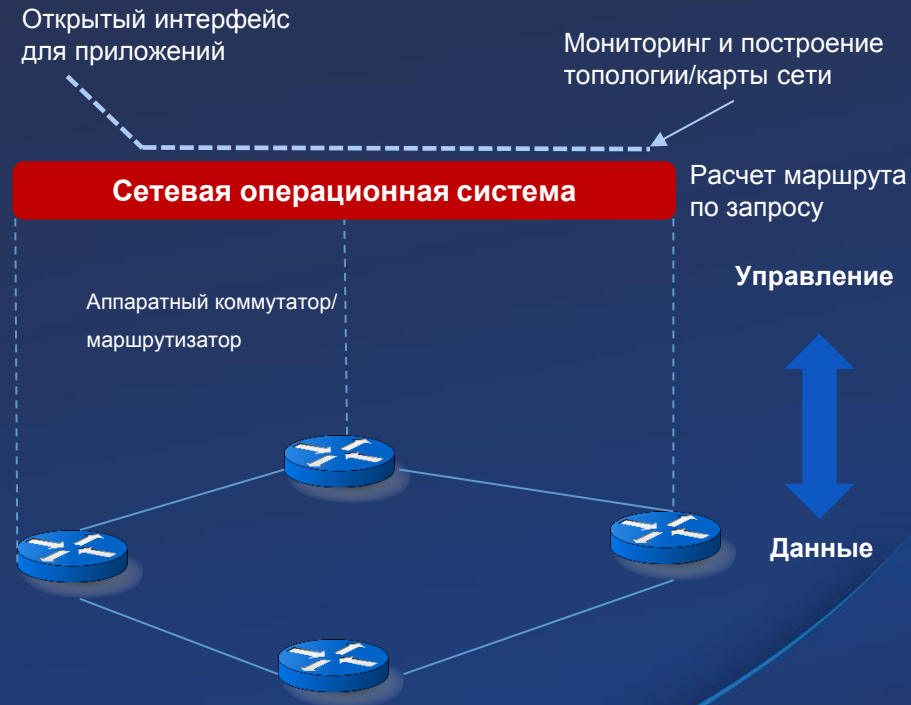 Открытый интерфейс
для приложений
Мониторинг и построение
топологии/карты сети
Сетевая операционная система
Расчет маршрута
по запросу
Управление
Аппаратный коммутатор/
маршрутизатор
Данные